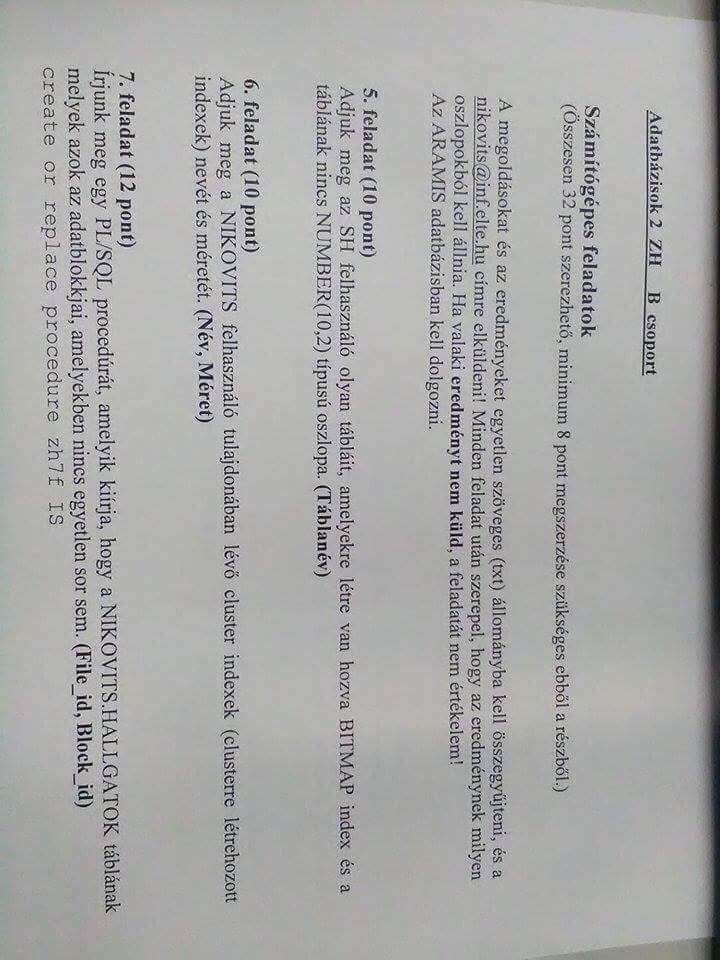 Adatbázisok 2 ZH B csoport
Számítógépes feladatok
(Összesen 32 pont szerezhető, minimum 8 pont megszerzése szükséges ebből a részből.)
A megoldásokat és az eredményeket egyetlen szöveges (txt) állományba kell összegyűjteni, és a
nikovits@inf.elte.hu címre elküldeni! Minden feladat után szerepel, hogy az eredménynek milyen
oszlopokból kell állnia. Ha valaki eredményt nem küld, a feladatát nem értékelem!
Az ARAMIS adatbázisban kell dolgozni.
5. feladat (10 pont)
Adjuk meg az SH felhasználó olyan tábláit, amelyekre létre van hozva BITMAP index és a
táblának nincs NUMBER(10,2) típusú oszlopa. (Táblanév)
6. feladat (10 pont)
Adjuk meg a NIKOVITS felhasználó tulajdonában lévő cluster indexek (clusterre létrehozott
indexek) nevét és méretét. (Név, Méret)
7. feladat (12 pont)
Írjunk meg egy PL/SQL procedúrát, amelyik kiírja, hogy a NIKOVITS.HALLGATOK táblának
melyek azok az adatblokkjai, amelyekben nincs egyetlen sor sem. (File_id, Block_id)
create or replace procedure zh7f IS